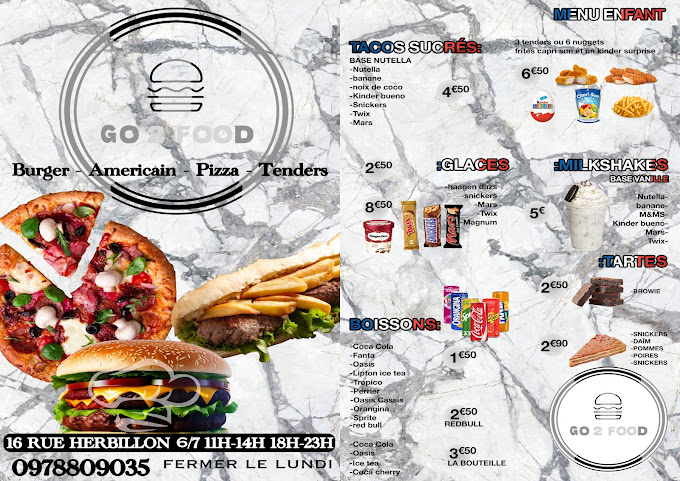 GO 2 FOOD
Burger - Americain - Pizza - Tenders
16 RUE HERBILLON 6/7 11H-14H 18H-23H
0978809035 FERMER LE LUNDI
MENU ENFANT
3 tenders ou 6 nuggets
frites capri son et un kinder surprise
6€50
TACOS SUCRÉS:
BASE NUTELLA
-Nutella
-banane
-noix de coco
-Kinder bueno
-Snickers
-Twix
-Mars
4€50
:GLACES
2€50
8€50
-haagen dazs
-snickers
-Mars
-Twix
-Magnum
:MILKSHAKES
BASE VANILLE
5€
Nutella-
banane-
M&MS-
Kinder bueno-
Mars-
Twix-
:TARTES
2€50
-BROWIE
2€90
-SNICKERS
-DAÏM
-POMMES
-POIRES
-SNICKERS
BOISSONS:
-Coca Cola
-Fanta
-Oasis
-Lipton ice tea
-Tropico
-Perrier
-Oasis Casais
-Orangina
-Sprite
-red bull
1€50
2€50
REDBULL
-Coca Cola
-Oasis
-Ice tea
-Coca cherry
3€50
LA BOUTEILLE
GO 2 FOOD